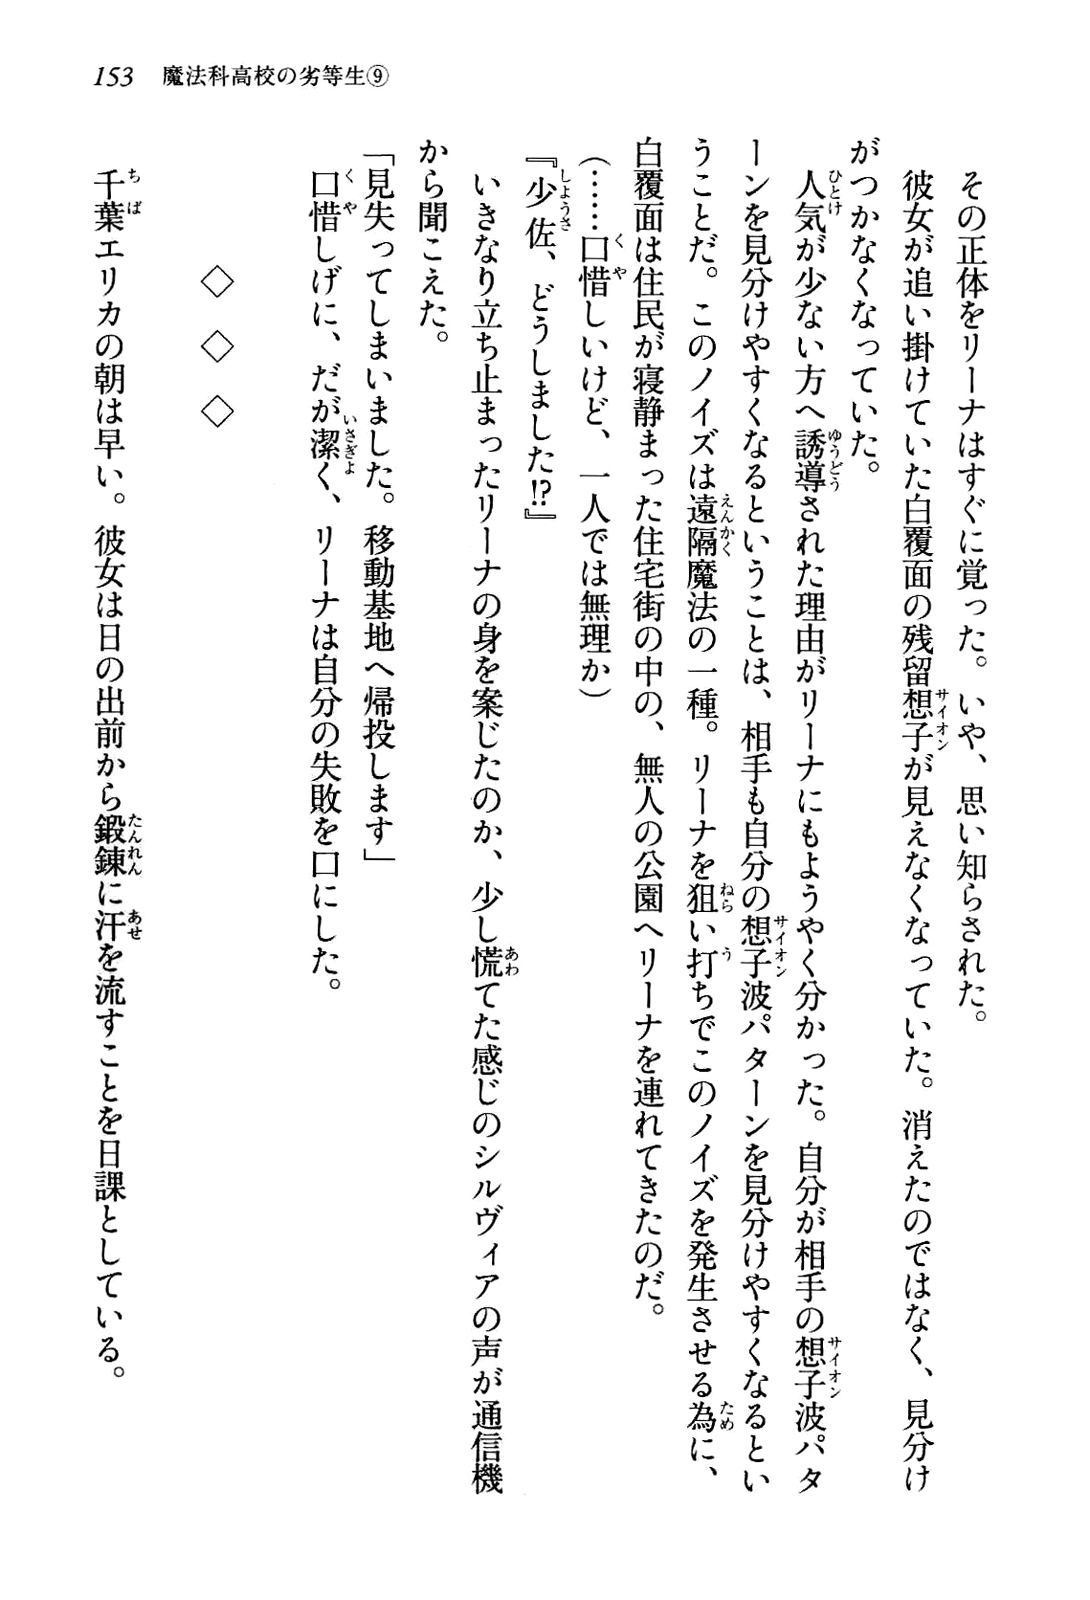 153 魔法科高校の劣等生⑨
その正体をリーナはすぐに覚った。いや、思い知らされた。
彼女が追い掛けていた白覆面の残留想子が見えなくなっていた。消えたのではなく、見分け
がつかなくなっていた。
人気が少ない方へ誘導された理由がリーナにもようやく分かった。自分が相手の想子波パタ
ーンを見分けやすくなるということは、相手も自分の想子波パターンを見分けやすくなるとい
うことだ。このノイズは遠隔魔法の一種。リーナを狙い打ちでこのノイズを発生させる為に、
白覆面は住民が寝静まった住宅街の中の、無人の公園へリーナを連れてきたのだ。
(……口惜しいけど、一人では無理か)
『少佐、どうしました!?』
いきなり立ち止まったリーナの身を案じたのか、少し慌てた感じのシルヴィアの声が通信機
から聞こえた。
「見失ってしまいました。移動基地へ帰投します」
口惜しげに、だが潔く、リーナは自分の失敗を口にした。
◇ ◇ ◇
千葉エリカの朝は早い。彼女は日の出前から鍛錬に汗を流すことを日課としている。